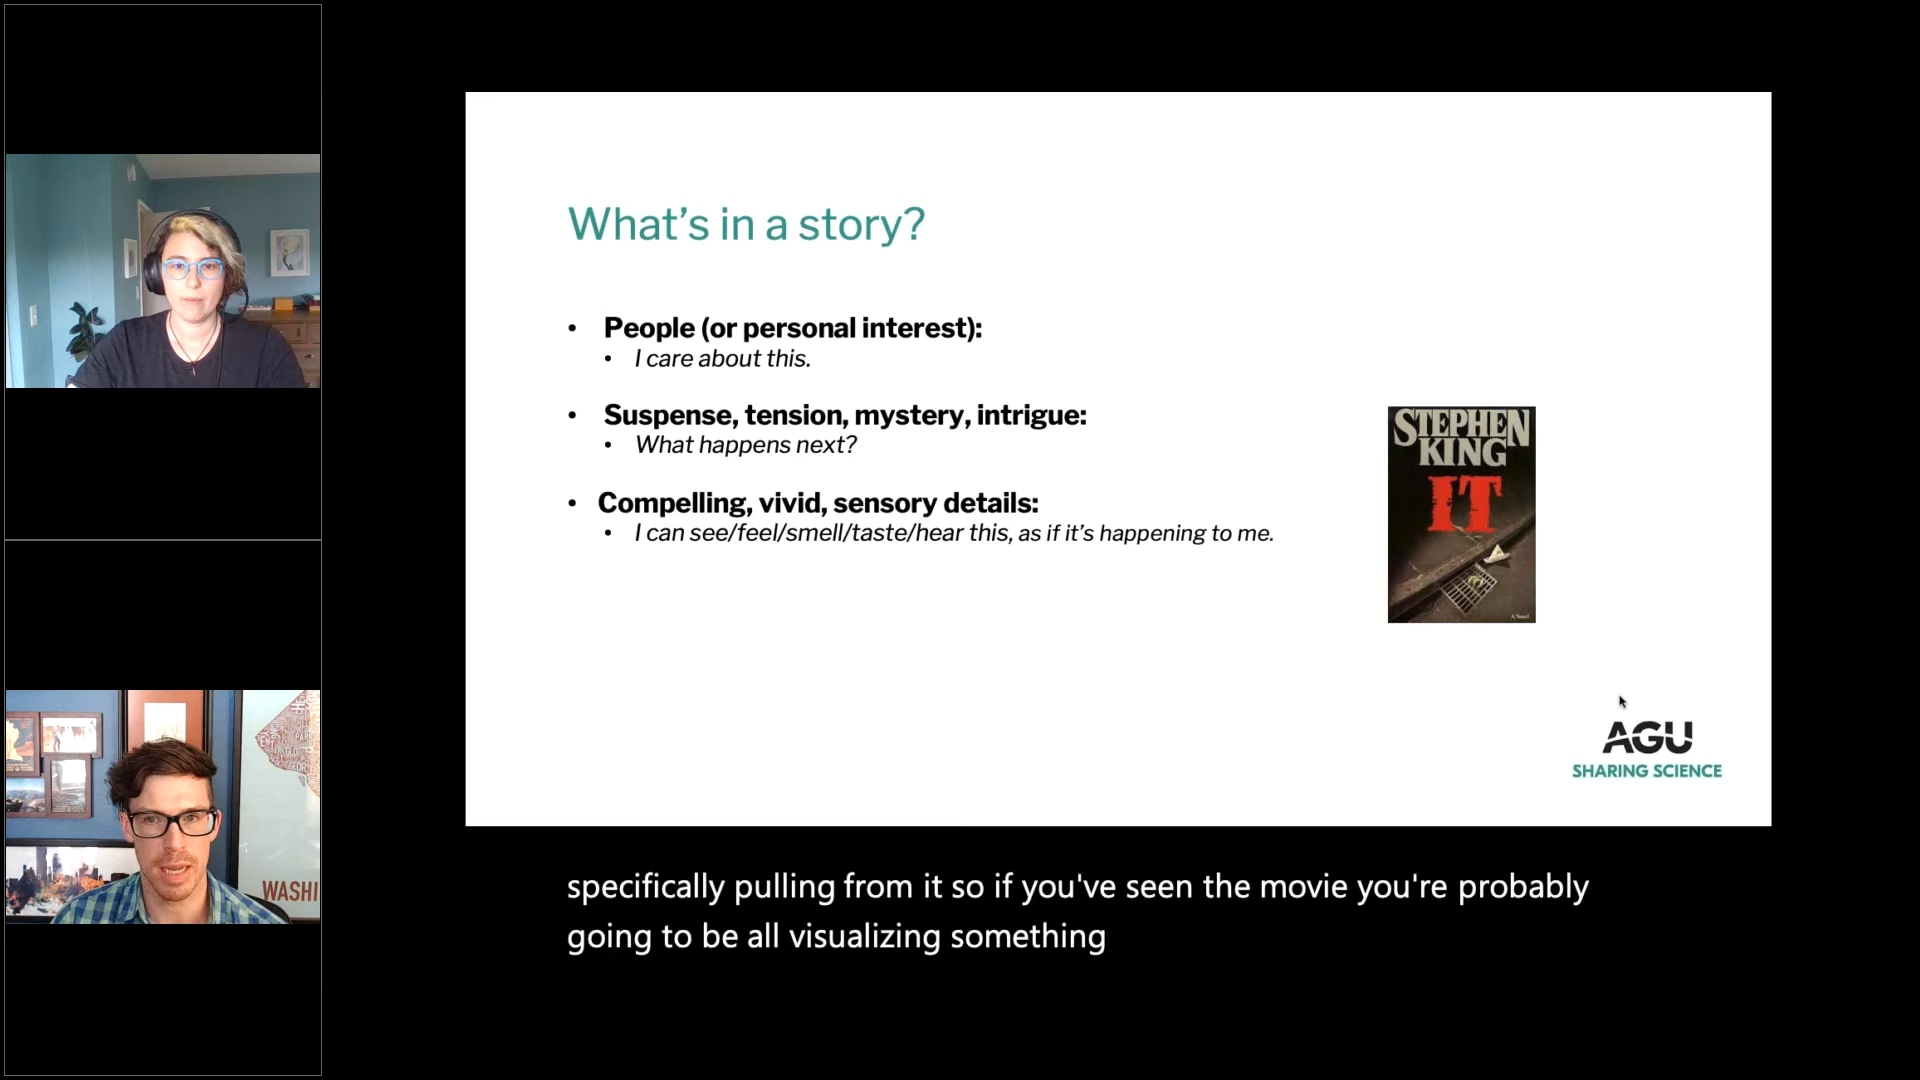 What's in a story?
• People (or personal interest):
• I care about this.
• Suspense, tension, mystery, intrigue:
• What happens next?
• Compelling, vivid, sensory details:
• I can see/feel/smell/taste/hear this, as if it's happening to me.
STEPHEN
KING
IT
A Novel
AGU
SHARING SCIENCE
WASHI
specifically pulling from it so if you've seen the movie you're probably
going to be all visualizing something